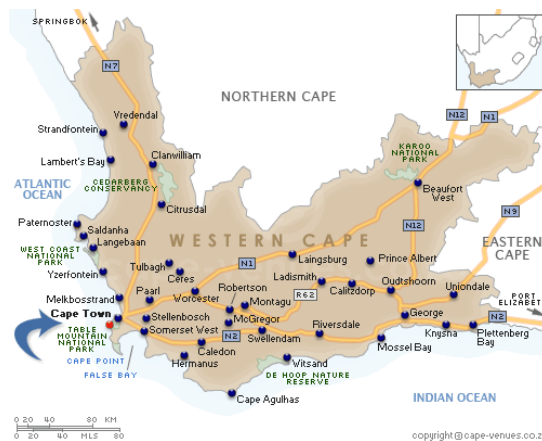 SPRINGBOK
N7
NORTHERN CAPE
N12
N1
Vredendal
Strandfontein
KAROO
NATIONAL
PARK
Lambert's Bay
Clanwilliam
CEDARBERG
CONSERVANCY
Beaufort
West
ATLANTIC
OCEAN
Citrusdal
N9
Paternoster
Saldanha
Langebaan
N12
WESTERN CAPE
EASTERN
CAPE
WEST COAST
NATIONAL
PARK
Yzerfontein
Tulbagh
Ceres
N1
Laingsburg
Prince Albert
Ladismith
Calitzdorp
Oudtshoorn
Uniondale
Melkbosstrand
Paarl
Worcester
Robertson
Montagu
R62
PORT
ELIZABET
Cape Town
TABLE
MOUNTAIN
NATIONAL
PARK
Stellenbosch
Somerset West
McGregor
N2
Swellendam
Riversdale
George
Knysna
Plettenberg
Bay
Mossel Bay
CAPE POINT
FALSE BAY
Caledon
Hermanus
Witsand
DE HOOP NATURE
RESERVE
Cape Agulhas
INDIAN OCEAN
0 20 40 80 KM
0 20 40 80 MLS
copyright@cape-venues.co.z